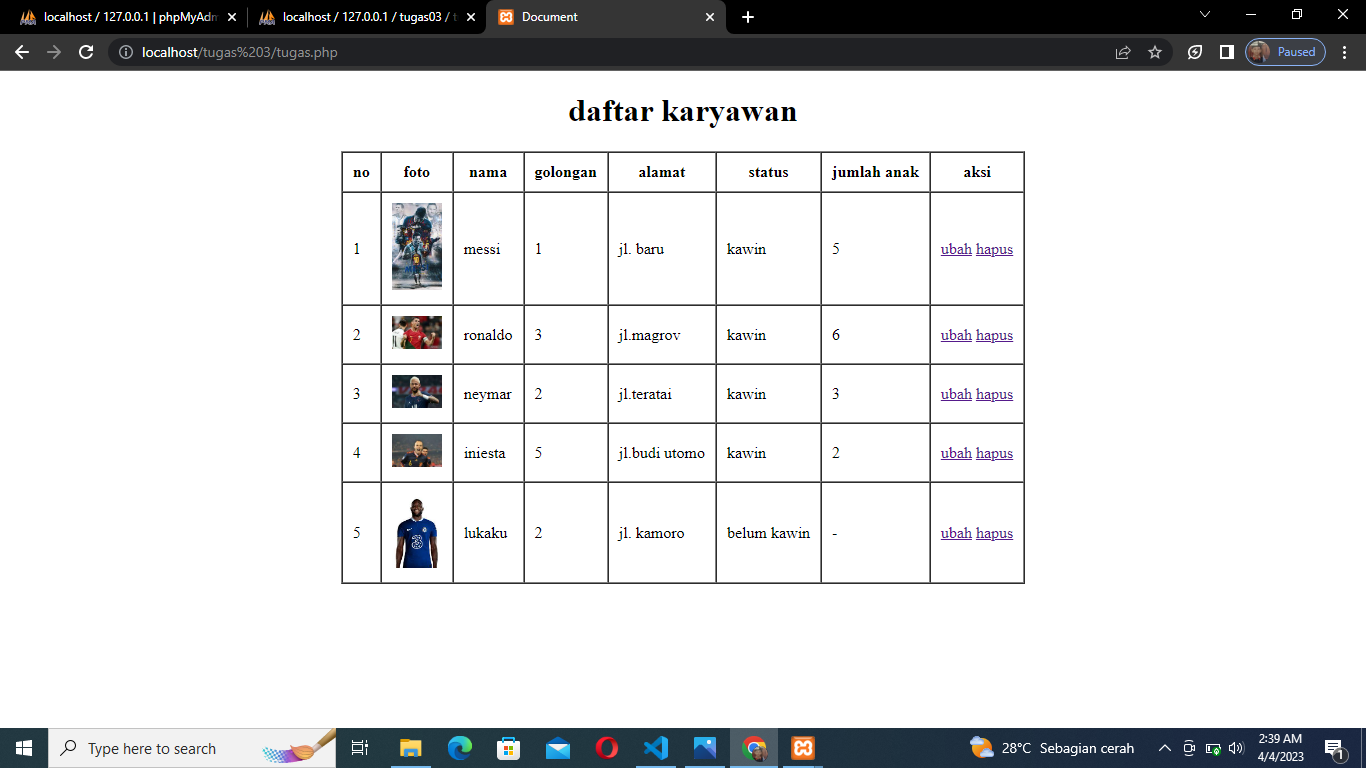 localhost / 127.0.0.1 | phpMyAdm
localhost / 127.0.0.1 / tugas03 / t
Document
localhost/tugas%203/tugas.php
Paused
daftar karyawan
no foto nama golongan alamat status jumlah anak aksi
1 messi 1 jl. baru kawin 5 ubah hapus
2 ronaldo 3 jl.magrov kawin 6 ubah hapus
3 neymar 2 jl.teratai kawin 3 ubah hapus
4 iniesta 5 jl.budi utomo kawin 2 ubah hapus
5 lukaku 2 jl. kamoro belum kawin - ubah hapus
Type here to search
28°C Sebagian cerah
2:39 AM
4/4/2023
1